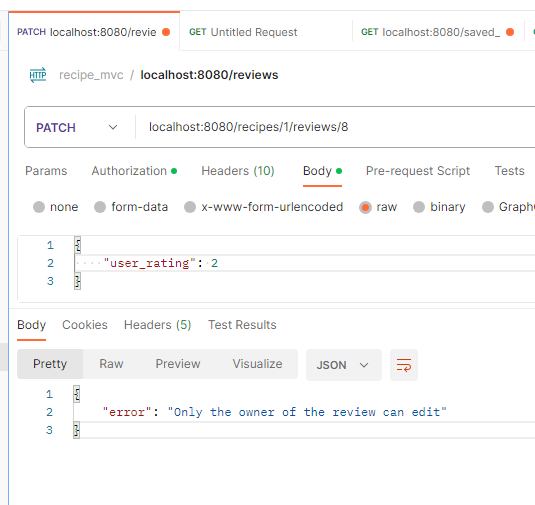 PATCH localhost:8080/revie GET Untitled Request GET localhost:8080/saved_
HTTP recipe_mvc / localhost:8080/reviews
PATCH localhost:8080/recipes/1/reviews/8
Params Authorization Headers (10) Body Pre-request Script Tests
none form-data x-www-form-urlencoded raw binary GraphQ
1 {
2 "user_rating": 2
3 }
Body Cookies Headers (5) Test Results
Pretty Raw Preview Visualize JSON
1 {
2 "error": "Only the owner of the review can edit"
3 }